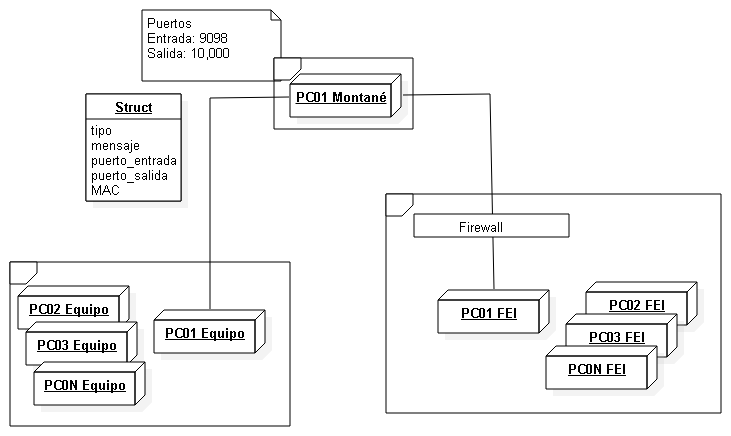 Puertos
Entrada: 9098
Salida: 10,000
PC01 Montané
Struct
tipo
mensaje
puerto_entrada
puerto_salida
MAC
Firewall
PC02 Equipo
PC03 Equipo
PC0N Equipo
PC01 Equipo
PC01 FEI
PC02 FEI
PC03 FEI
PC0N FEI